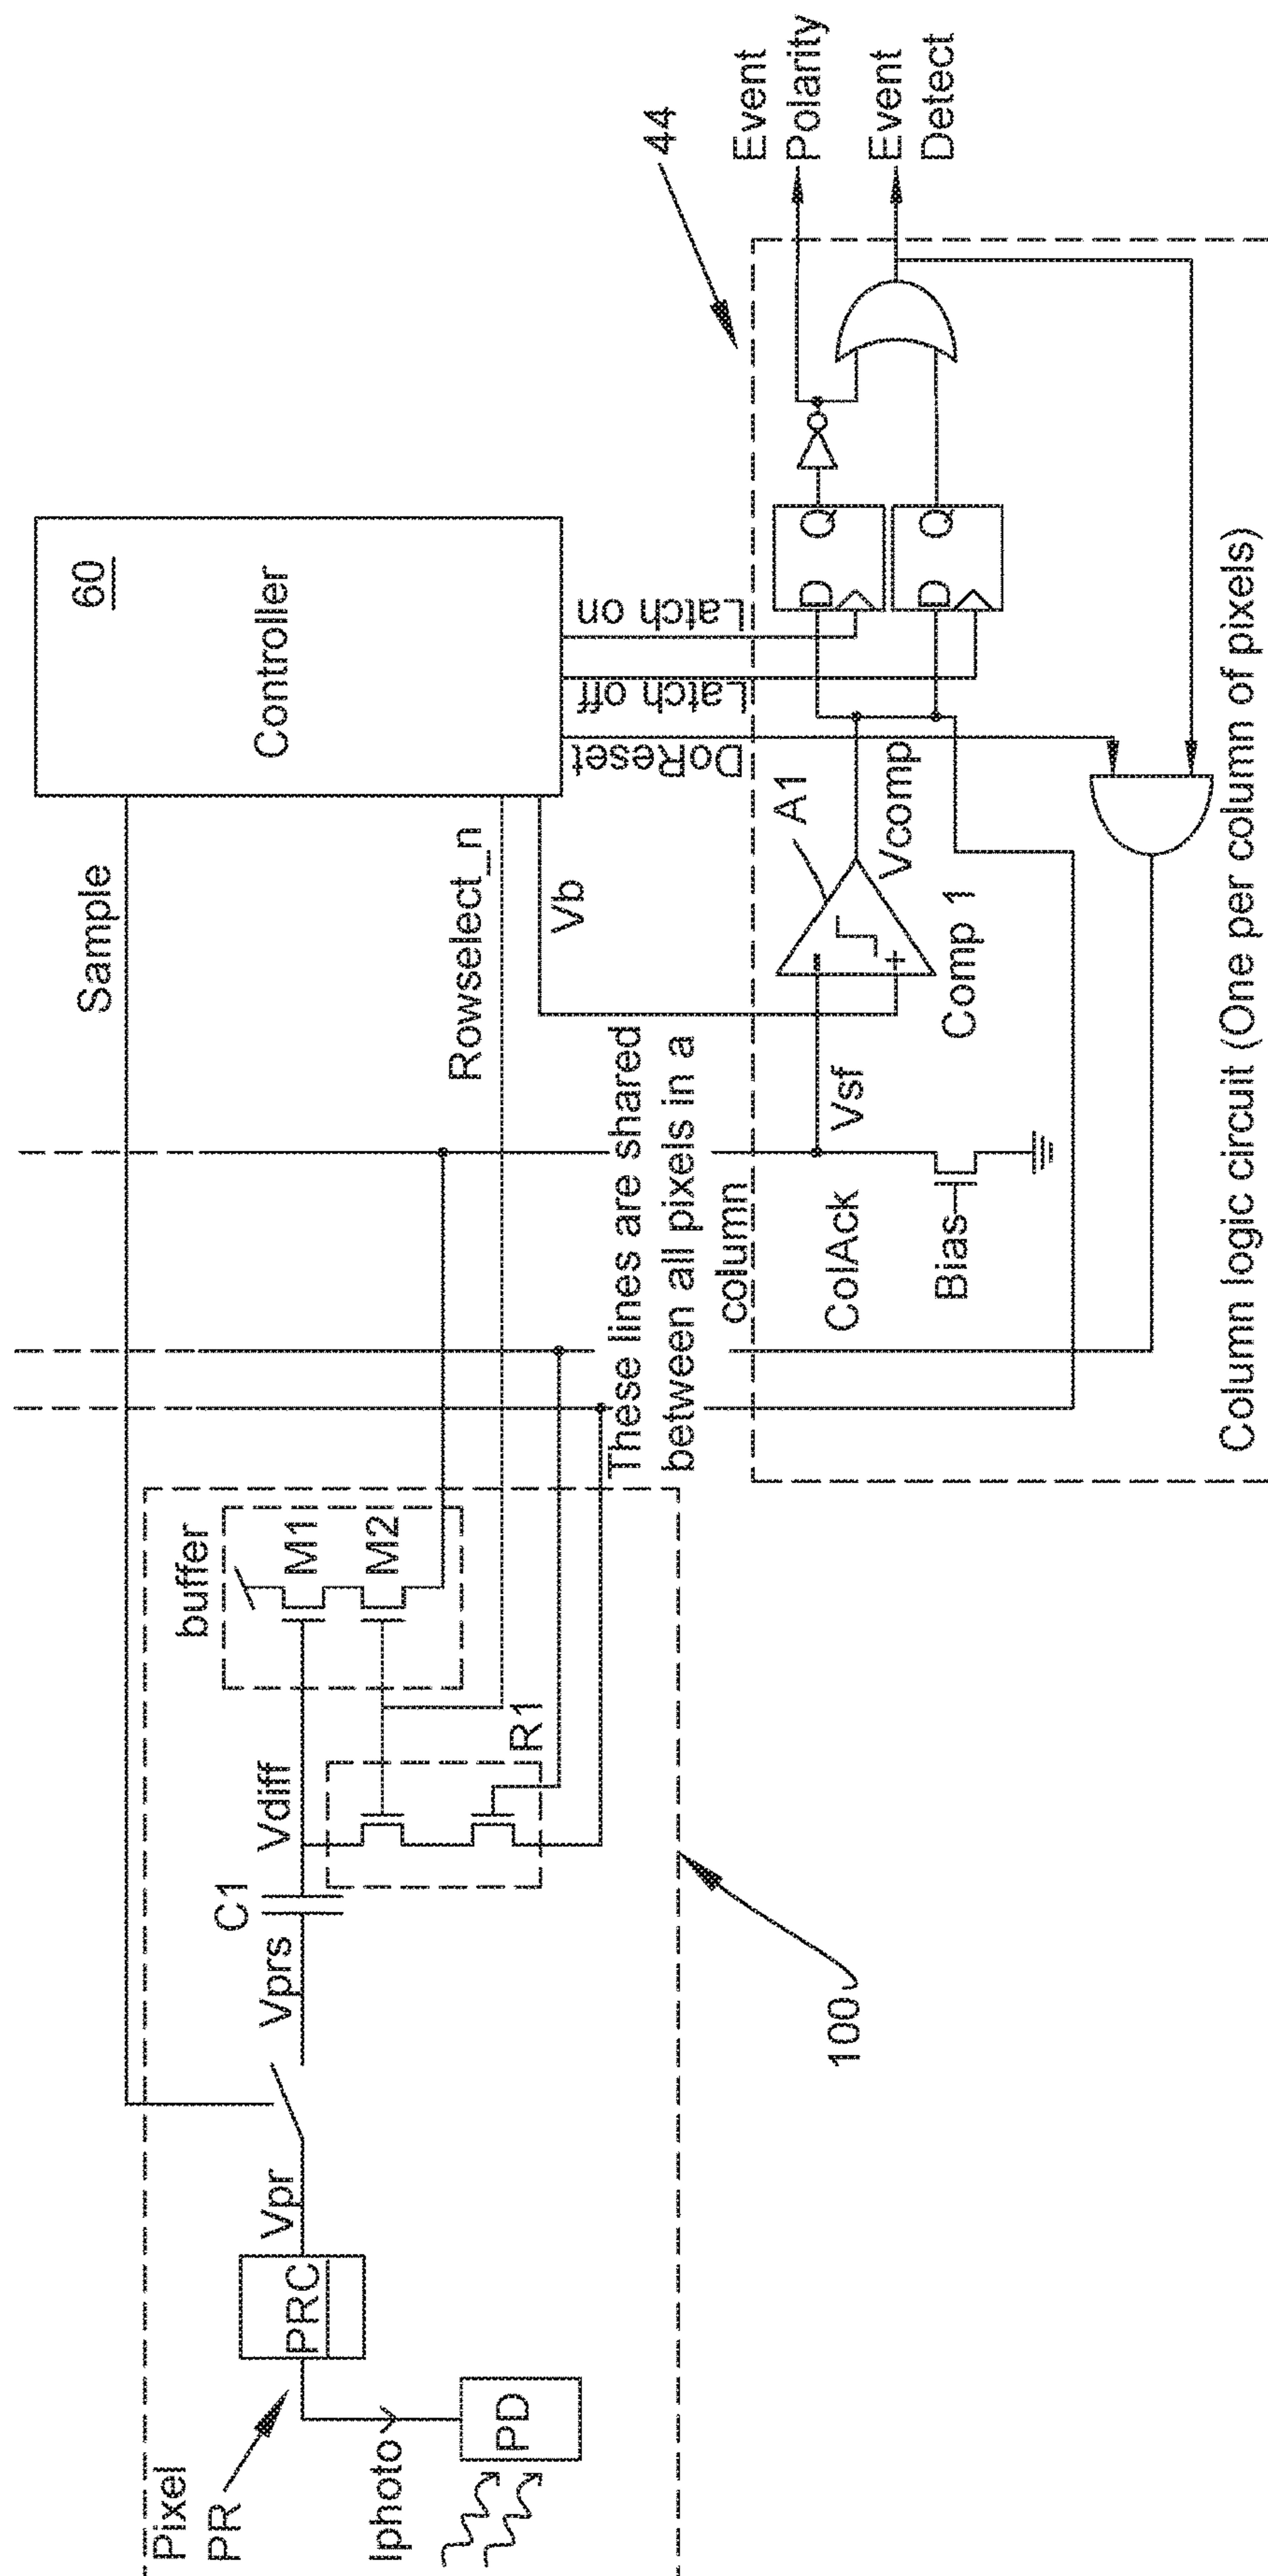 Pixel
PR
Iphoto
PD
PRC
Vpr
Vprs
C1
Vdiff
R1
buffer
M1
M2
100
Sample
Rowselect_n
Vb
60
Controller
DoReset
Latch off
Latch on
These lines are shared
between all pixels in a
column
ColAck
Vsf
Bias
-
+
A1
Vcomp
Comp 1
D
Q
D
Q
44
Event
Polarity
Event
Detect
Column logic circuit (One per column of pixels)